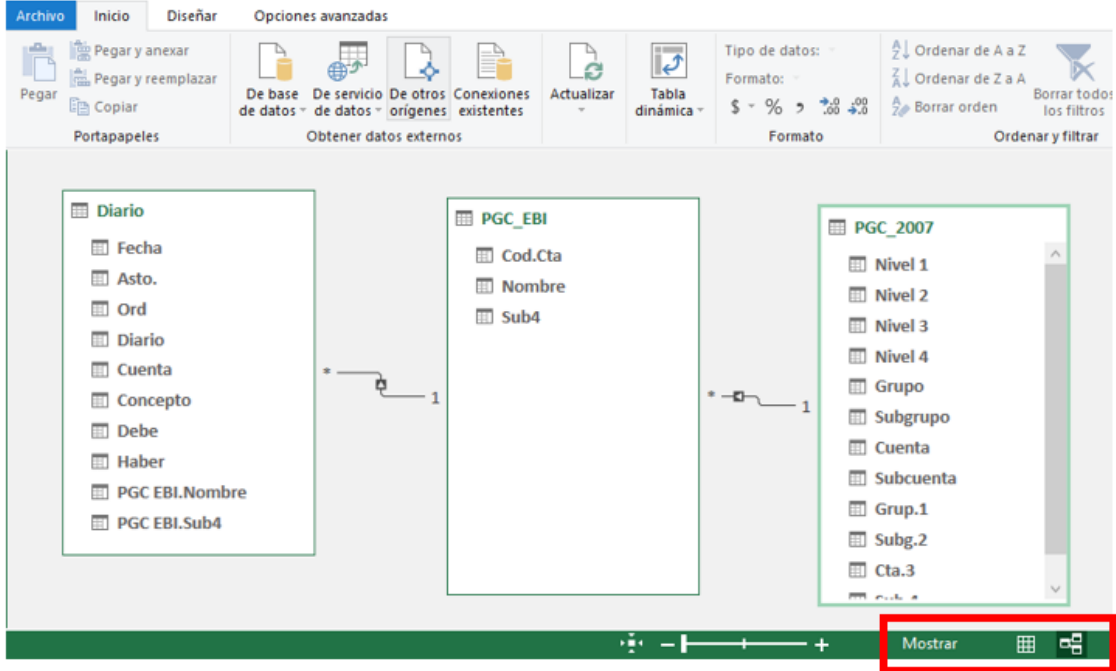 Archivo Inicio Diseñar Opciones avanzadas
Pegar
Pegar y anexar
Pegar y reemplazar
Copiar
Portapapeles
De base de datos
De servicio de datos
De otros orígenes
Conexiones existentes
Obtener datos externos
Actualizar
Tabla dinámica
Tipo de datos:
Formato:
$ % ,
Formato
Ordenar de A a Z
Ordenar de Z a A
Borrar orden
Borrar todos los filtros
Ordenar y filtrar
Diario
Fecha
Asto.
Ord
Diario
Cuenta
Concepto
Debe
Haber
PGC EBI.Nombre
PGC EBI.Sub4
* 1
PGC_EBI
Cod.Cta
Nombre
Sub4
* 1
PGC_2007
Nivel 1
Nivel 2
Nivel 3
Nivel 4
Grupo
Subgrupo
Cuenta
Subcuenta
Grup.1
Subg.2
Cta.3
Mostrar